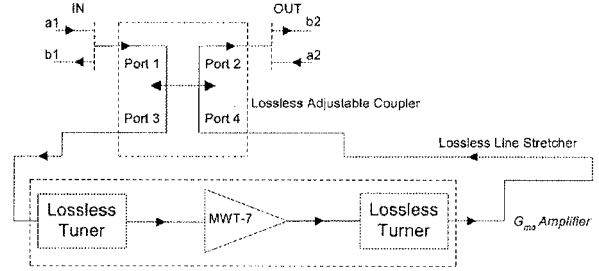 IN
OUT
a1
b2
b1
a2
Port 1
Port 2
Port 3
Port 4
Lossless Adjustable Coupler
Lossless Line Stretcher
Lossless
Tuner
MWT-7
Lossless
Turner
Gma Amplifier